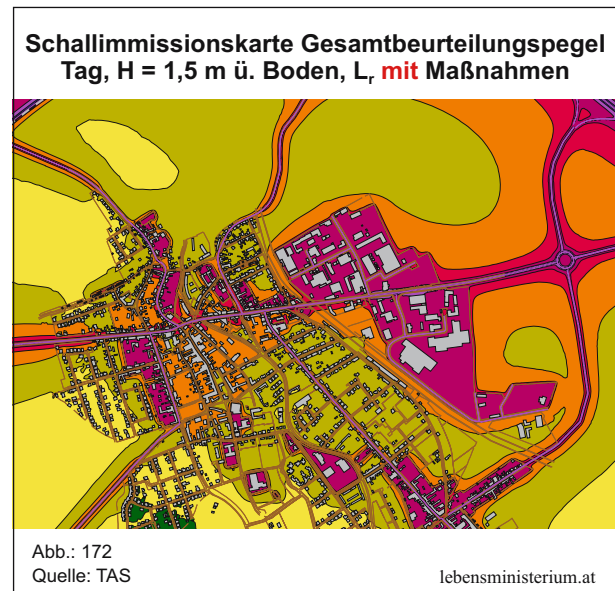 Schallimmissionskarte Gesamtbeurteilungspegel
Tag, H = 1,5 m ü. Boden, Lr mit Maßnahmen
Abb.: 172
Quelle: TAS
lebensministerium.at